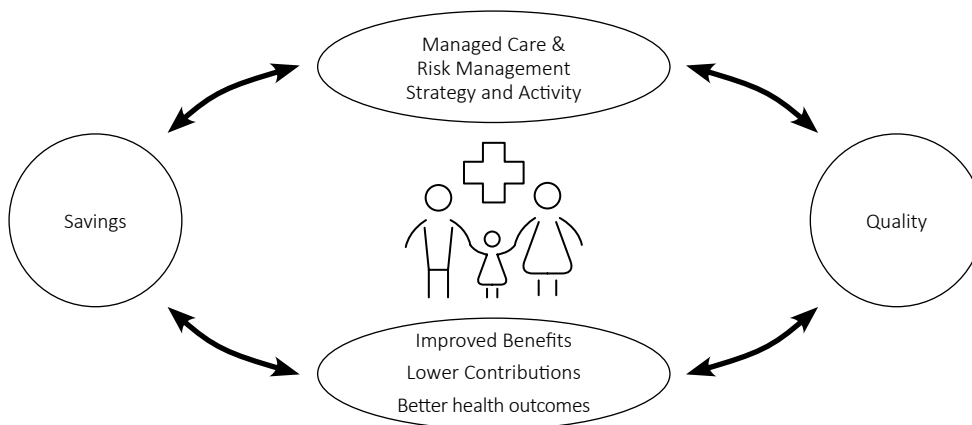 Managed Care &
Risk Management
Strategy and Activity
Savings
Quality
Improved Benefits
Lower Contributions
Better health outcomes